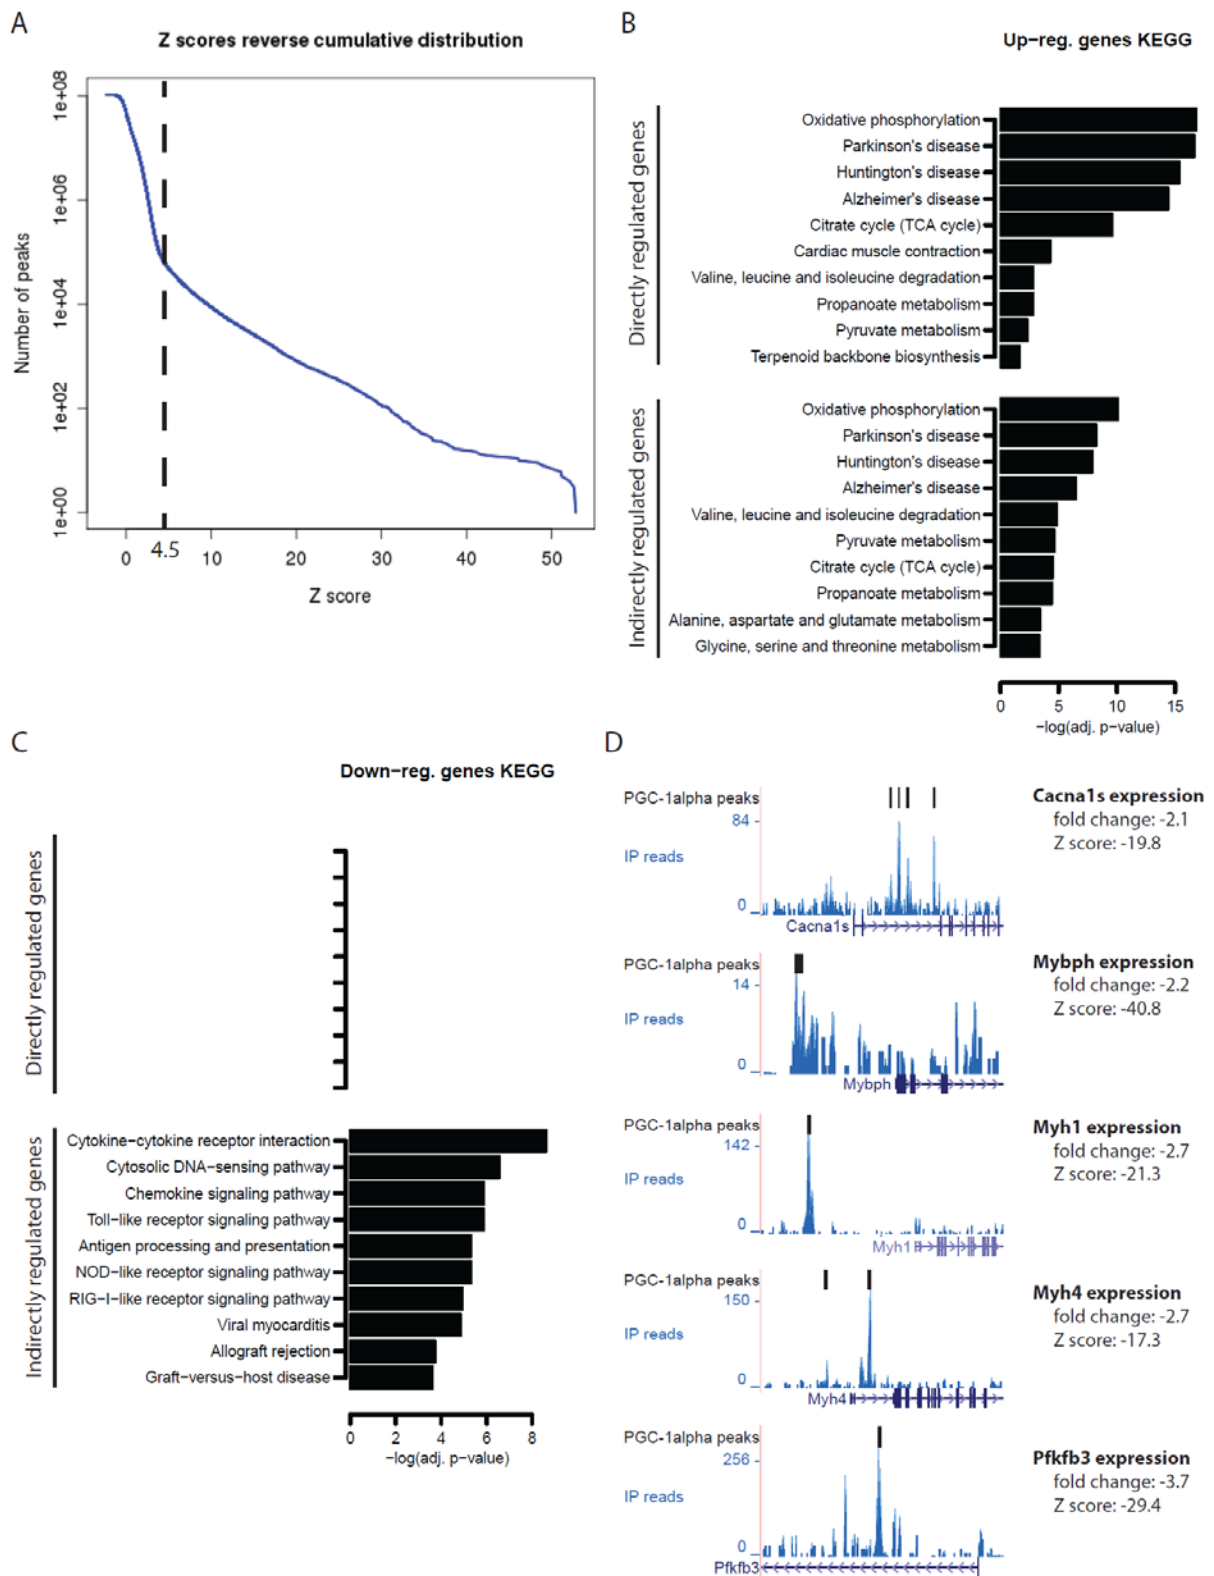 A
Z scores reverse cumulative distribution
Number of peaks
1e+08
1e+06
1e+04
1e+02
1e+00
0
4.5
10
20
30
40
50
Z score
B
Up-reg. genes KEGG
Directly regulated genes
Oxidative phosphorylation
Parkinson's disease
Huntington's disease
Alzheimer's disease
Citrate cycle (TCA cycle)
Cardiac muscle contraction
Valine, leucine and isoleucine degradation
Propanoate metabolism
Pyruvate metabolism
Terpenoid backbone biosynthesis
Indirectly regulated genes
Oxidative phosphorylation
Parkinson's disease
Huntington's disease
Alzheimer's disease
Valine, leucine and isoleucine degradation
Pyruvate metabolism
Citrate cycle (TCA cycle)
Propanoate metabolism
Alanine, aspartate and glutamate metabolism
Glycine, serine and threonine metabolism
0 5 10 15
-log(adj. p-value)
C
Down-reg. genes KEGG
Directly regulated genes
Indirectly regulated genes
Cytokine-cytokine receptor interaction
Cytosolic DNA-sensing pathway
Chemokine signaling pathway
Toll-like receptor signaling pathway
Antigen processing and presentation
NOD-like receptor signaling pathway
RIG-I-like receptor signaling pathway
Viral myocarditis
Allograft rejection
Graft-versus-host disease
0 2 4 6 8
-log(adj. p-value)
D
PGC-1alpha peaks
84 -
IP reads
0 -
Cacna1s
Cacna1s expression
fold change: -2.1
Z score: -19.8
PGC-1alpha peaks
14 -
IP reads
0 -
Mybph
Mybph expression
fold change: -2.2
Z score: -40.8
PGC-1alpha peaks
142 -
IP reads
0 -
Myh1
Myh1 expression
fold change: -2.7
Z score: -21.3
PGC-1alpha peaks
150 -
IP reads
0 -
Myh4
Myh4 expression
fold change: -2.7
Z score: -17.3
PGC-1alpha peaks
256 -
IP reads
0 -
Pfkfb3
Pfkfb3 expression
fold change: -3.7
Z score: -29.4